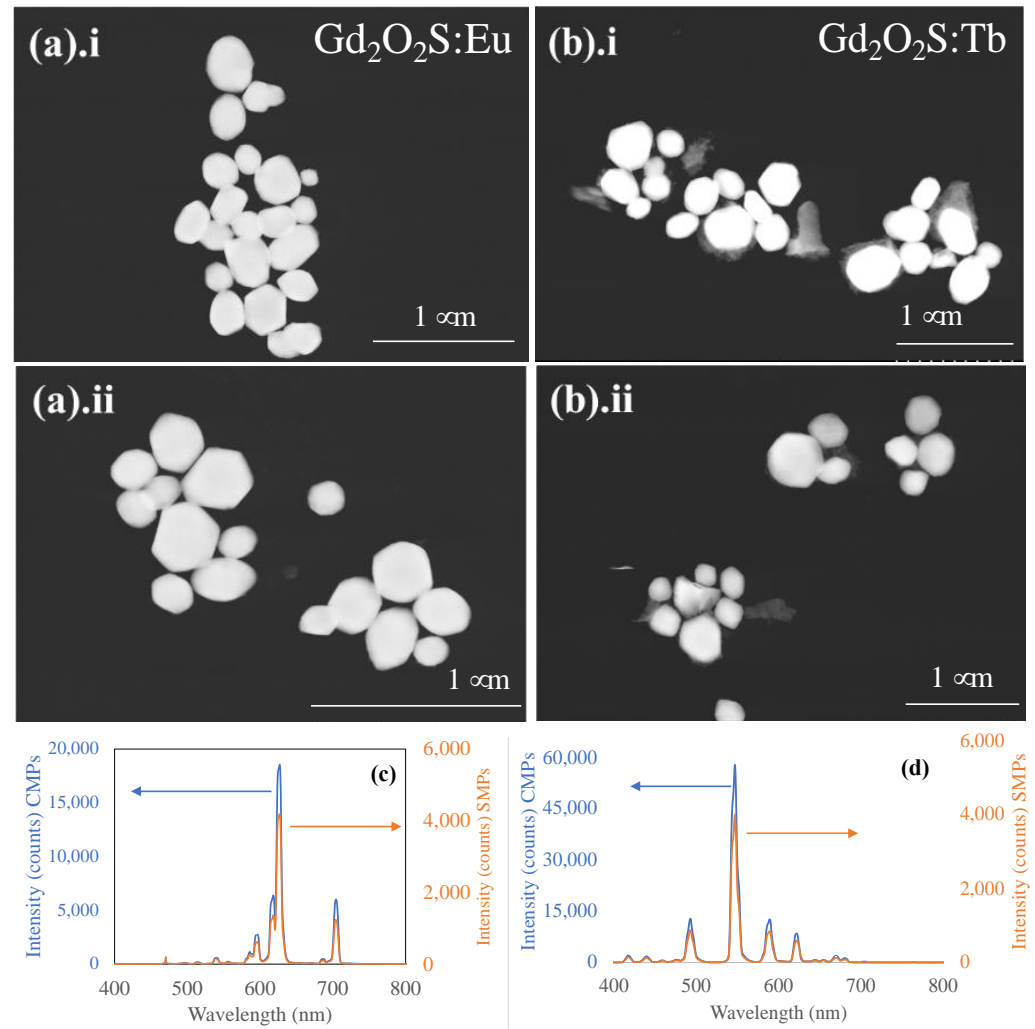 (a).i
Gd₂O₂S:Eu
1 ∝m
(b).i
Gd₂O₂S:Tb
1 ∝m
(a).ii
1 ∝m
(b).ii
1 ∝m
Intensity (counts) CMPs
20,000
15,000
10,000
5,000
0
(c)
6,000
4,000
2,000
0
Intensity (counts) SMPs
400 500 600 700 800
Wavelength (nm)
Intensity (counts) CMPs
60,000
45,000
30,000
15,000
0
(d)
6,000
4,000
2,000
0
Intensity (counts) SMPs
400 500 600 700 800
Wavelength (nm)